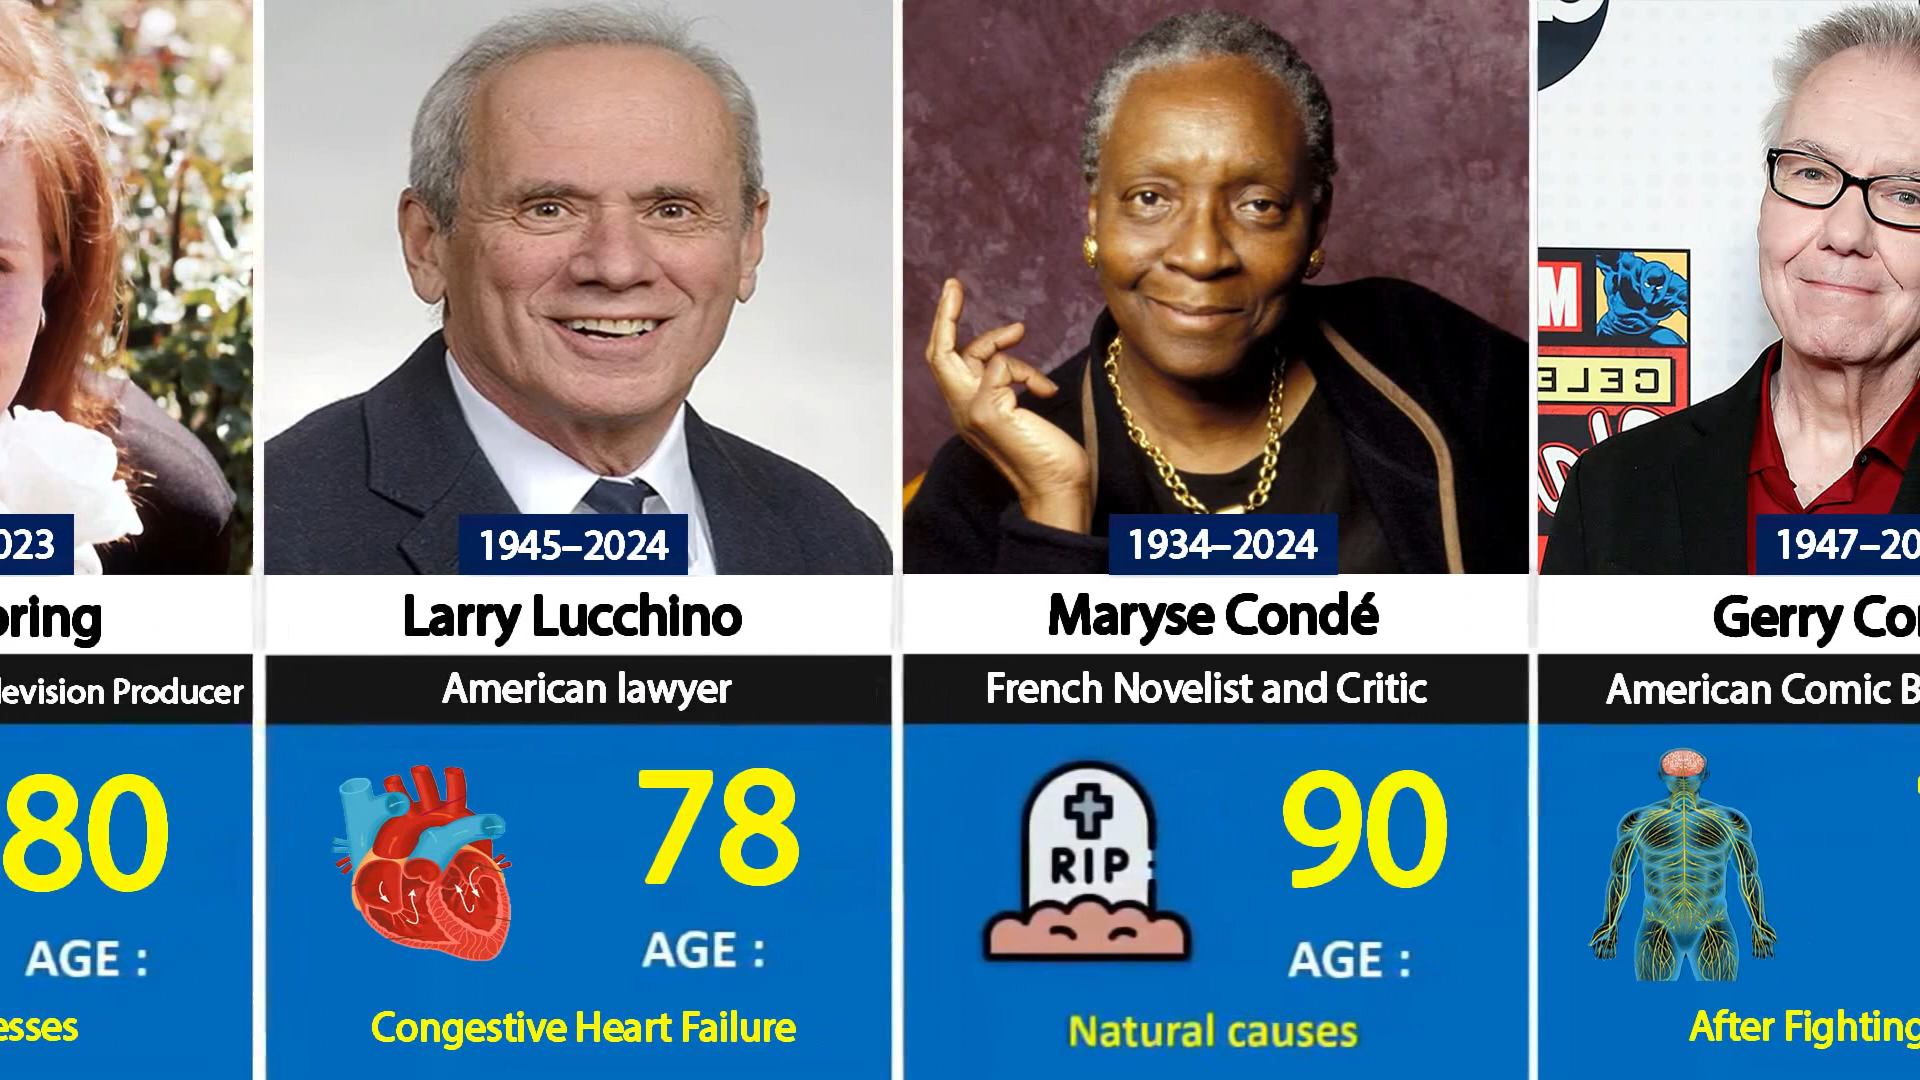 023
oring
levision Producer
80
AGE :
esses
1945–2024
Larry Lucchino
American lawyer
78
AGE :
Congestive Heart Failure
1934–2024
Maryse Condé
French Novelist and Critic
RIP
90
AGE :
Natural causes
M
CELE
1947–20
Gerry Co
American Comic B
After Fighting